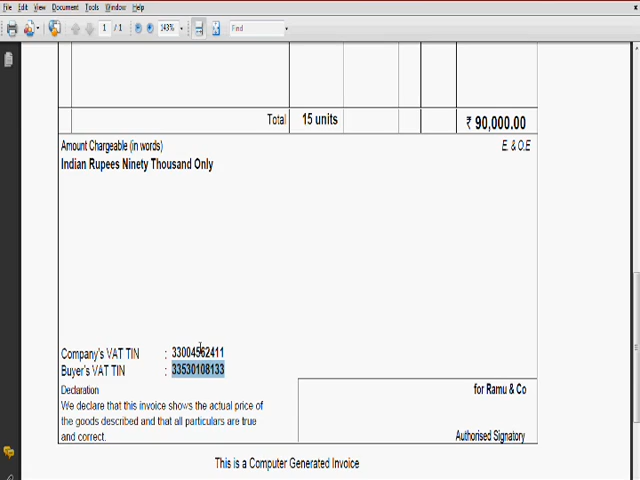 File Edit View Document Tools Window Help
1 / 1 143% Find
Total 15 units ₹ 90,000.00
Amount Chargeable (in words) E. & O.E
Indian Rupees Ninety Thousand Only
Company's VAT TIN : 33004562411
Buyer's VAT TIN : 33530108133
Declaration
We declare that this invoice shows the actual price of
the goods described and that all particulars are true
and correct.
for Ramu & Co
Authorised Signatory
This is a Computer Generated Invoice